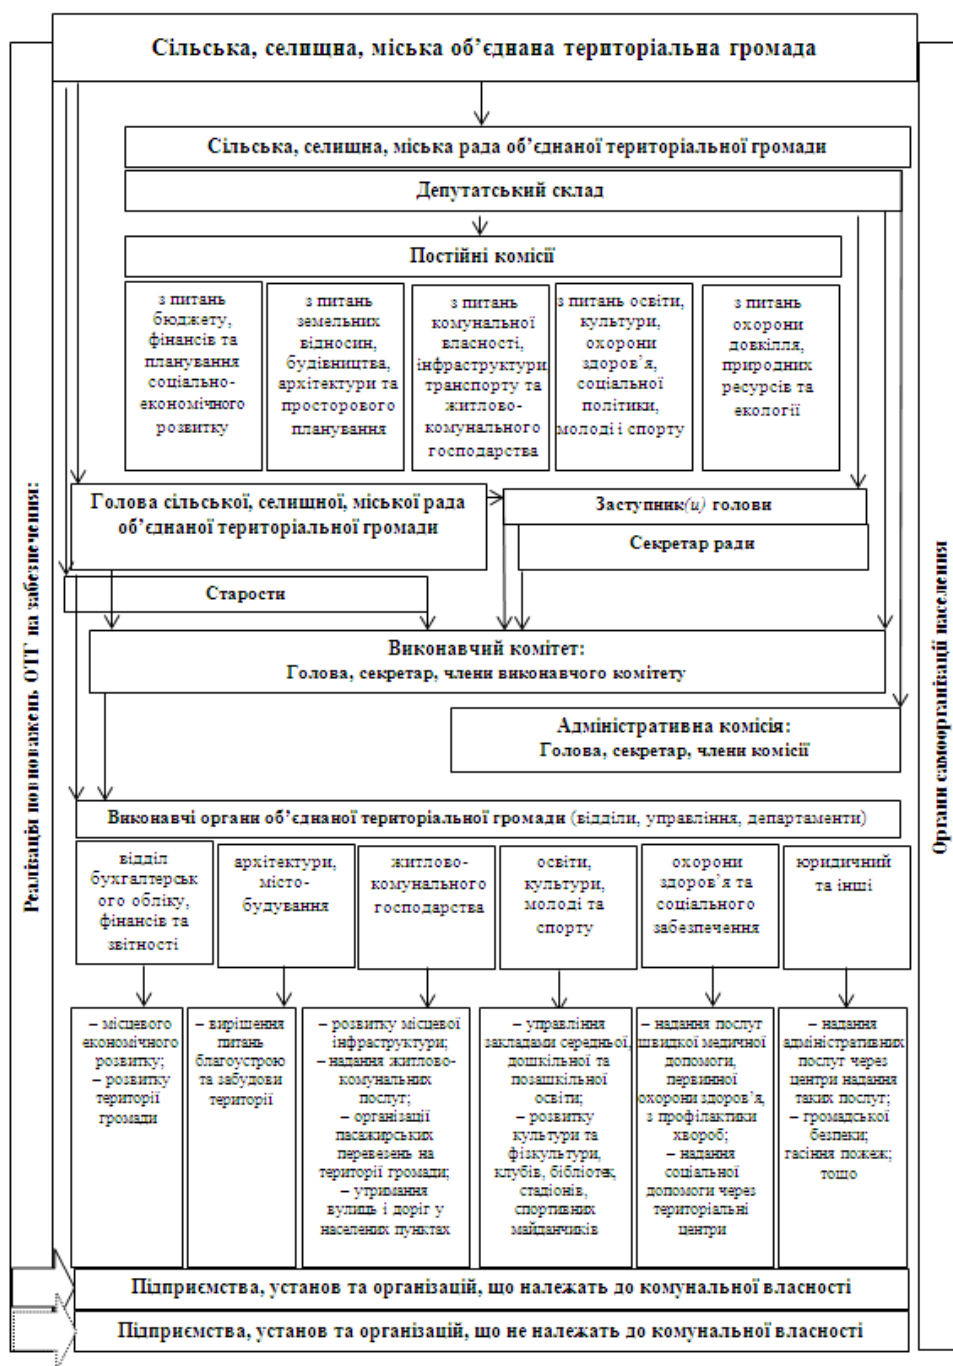 Сільська, селищна, міська об’єднана територіальна громада
Сільська, селищна, міська рада об’єднаної територіальної громади
Депутатський склад
Постійні комісії
з питань
бюджету,
фінансів та
планування
соціально-
економічного
розвитку
з питань
земельних
відносин,
будівництва,
архітектури та
просторового
планування
з питань
комунальної
власності,
інфраструктури,
транспорту та
житлово-
комунального
господарства
з питань освіти,
культури,
охорони
здоров’я,
соціальної
політики,
молоді і спорту
з питань
охорони
довкілля,
природних
ресурсів та
екології
Голова сільської, селищної, міської рада
об’єднаної територіальної громади
Заступник(и) голови
Секретар ради
Старости
Виконавчий комітет:
Голова, секретар, члени виконавчого комітету
Адміністративна комісія:
Голова, секретар, члени комісії
Виконавчі органи об’єднаної територіальної громади (відділи, управління, департаменти)
відділ
бухгалтерськ
ого обліку,
фінансів та
звітності
архітектури,
місто-
будування
житлово-
комунального
господарства
освіти,
культури,
молоді та
спорту
охорони
здоров’я та
соціального
забезпечення
юридичний
та інші
– місцевого
економічного
розвитку;
– розвитку
території
громади
– вирішення
питань
благоустрою
та забудови
території
– розвитку місцевої
інфраструктури;
– надання житлово-
комунальних
послуг;
– організації
пасажирських
перевезень на
території громади;
– утримання
вулиць і доріг у
населених пунктах
– управління
закладами середньої,
дошкільної та
позашкільної
освіти;
– розвитку
культури та
фізкультури,
клубів, бібліотек,
стадіонів,
спортивних
майданчиків
– надання послуг
швидкої медичної
допомоги,
первинної
охорони здоров’я,
з профілактики
хвороб;
– надання
соціальної
допомоги через
територіальні
центри
– надання
адміністративних
послуг через
центри надання
таких послуг;
– громадської
безпеки;
гасіння пожеж;
тощо
Підприємства, установ та організацій, що належать до комунальної власності
Підприємства, установ та організацій, що не належать до комунальної власності
Реалізація повноважень ОТГ на забезпечення:
Органи самоорганізації населення